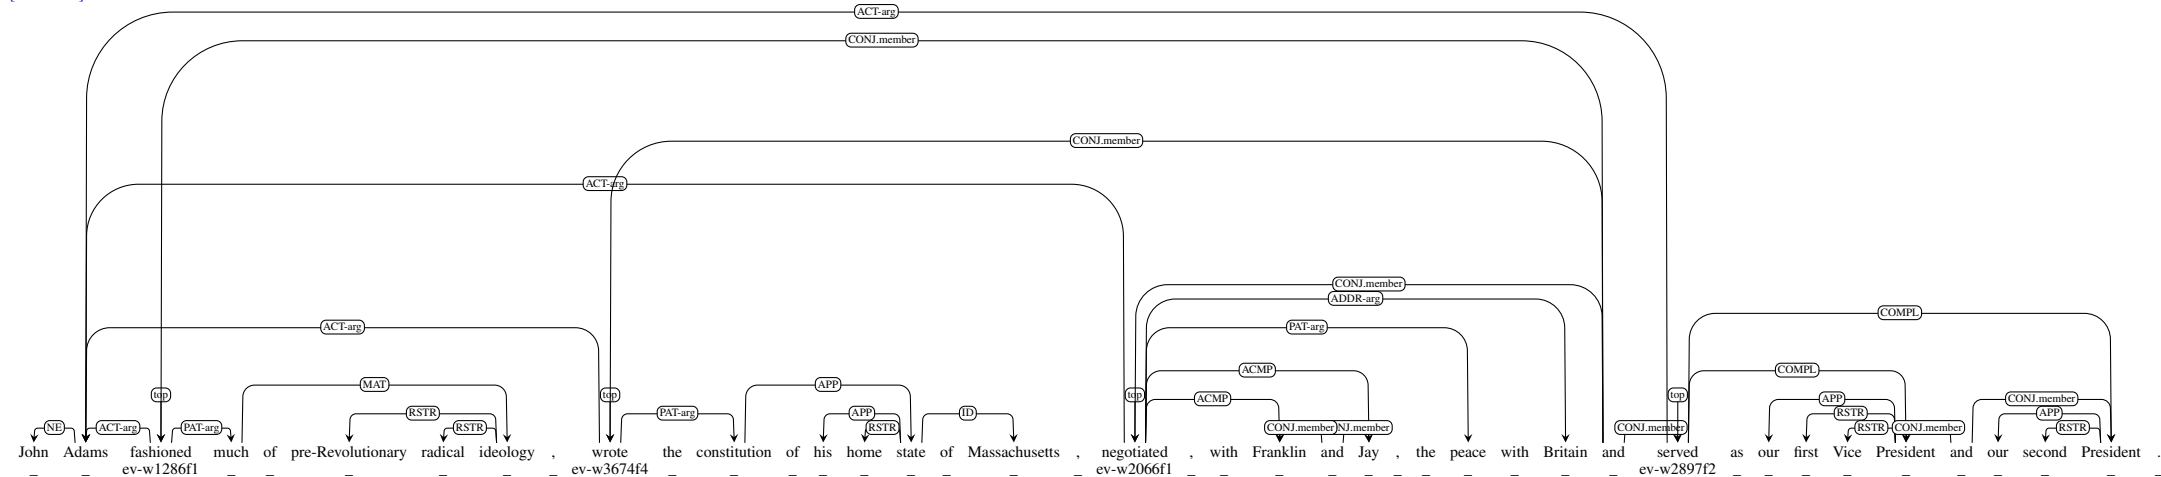 ACT-arg
CONJ.member
CONJ.member
ACT-arg
CONJ.member
ADDR-arg
COMPL
ACT-arg PAT-arg
ACMP COMPL
MAT APP
top top top top
ACMP APP CONJ.member
RSTR PAT-arg APP ID RSTR APP
NE ACT-arg PAT-arg RSTR RSTR CONJ.member NJ.member CONJ.member RSTR CONJ.member RSTR
John Adams fashioned much of pre-Revolutionary radical ideology , wrote the constitution of his home state of Massachusetts , negotiated , with Franklin and Jay , the peace with Britain and served as our first Vice President and our second President .
_ _ ev-w1286f1 _ _ _ _ _ _ ev-w3674f4 _ _ _ _ _ _ _ _ _ ev-w2066f1 _ _ _ _ _ _ _ _ _ _ _ ev-w2897f2 _ _ _ _ _ _ _ _ _ _